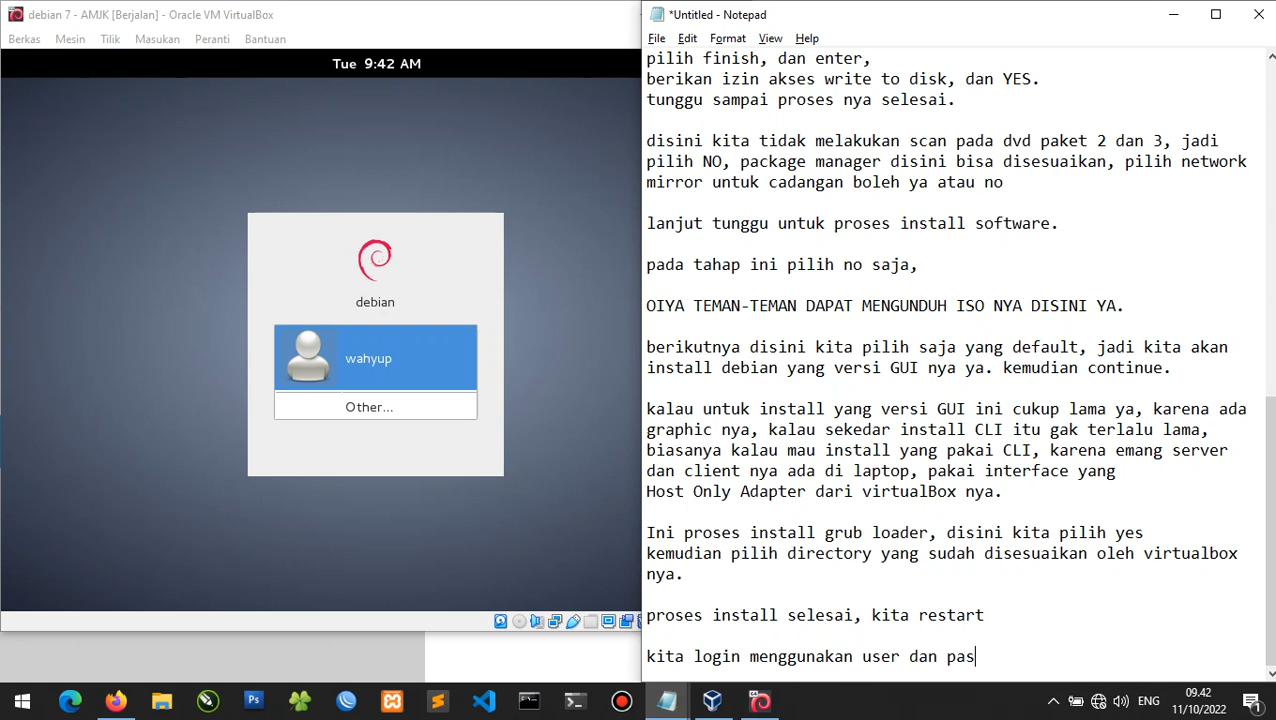 debian 7 - AMJK [Berjalan] - Oracle VM VirtualBox
Berkas Mesin Tilik Masukan Peranti Bantuan
Tue 9:42 AM
debian
wahyup
Other...
*Untitled - Notepad
File Edit Format View Help
pilih finish, dan enter,
berikan izin akses write to disk, dan YES.
tunggu sampai proses nya selesai.
disini kita tidak melakukan scan pada dvd paket 2 dan 3, jadi
pilih NO, package manager disini bisa disesuaikan, pilih network
mirror untuk cadangan boleh ya atau no
lanjut tunggu untuk proses install software.
pada tahap ini pilih no saja,
OIYA TEMAN-TEMAN DAPAT MENGUNDUH ISO NYA DISINI YA.
berikutnya disini kita pilih saja yang default, jadi kita akan
install debian yang versi GUI nya ya. kemudian continue.
kalau untuk install yang versi GUI ini cukup lama ya, karena ada
graphic nya, kalau sekedar install CLI itu gak terlalu lama,
biasanya kalau mau install yang pakai CLI, karena emang server
dan client nya ada di laptop, pakai interface yang
Host Only Adapter dari virtualBox nya.
Ini proses install grub loader, disini kita pilih yes
kemudian pilih directory yang sudah disesuaikan oleh virtualbox
nya.
proses install selesai, kita restart
kita login menggunakan user dan pas
Ps
ENG
09.42
11/10/2022
1